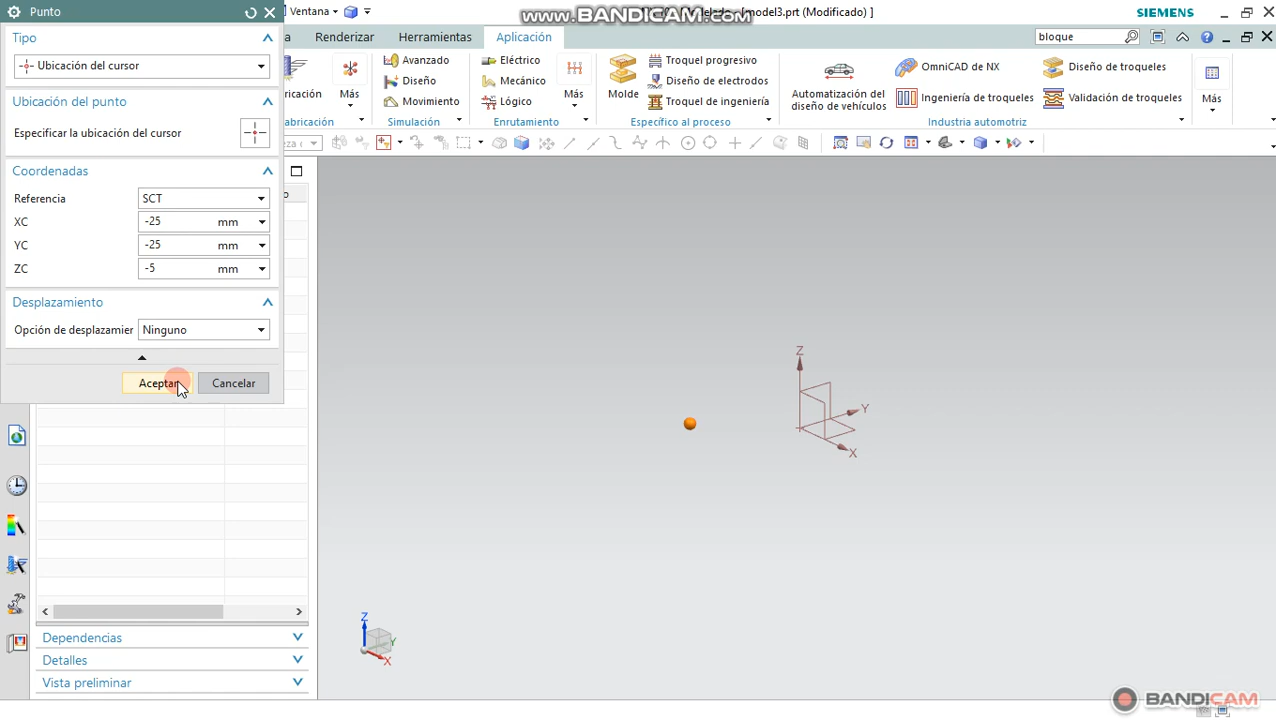 Punto
Ventana
www.BANDICAM.com
[model3.prt (Modificado) ]
SIEMENS
Tipo
Renderizar
Herramientas
Aplicación
bloque
Ubicación del cursor
Ubicación del punto
Especificar la ubicación del cursor
Más
Avanzado
Diseño
Movimiento
Simulación
Eléctrico
Mecánico
Lógico
Enrutamiento
Más
Molde
Troquel progresivo
Diseño de electrodos
Troquel de ingeniería
Específico al proceso
Automatización del
diseño de vehículos
OmniCAD de NX
Ingeniería de troqueles
Industria automotriz
Diseño de troqueles
Validación de troqueles
Más
Coordenadas
Referencia
SCT
XC
-25 mm
YC
-25 mm
ZC
-5 mm
Desplazamiento
Opción de desplazamier
Ninguno
Aceptar
Cancelar
Z
Y
X
Z
Y
X
Dependencias
Detalles
Vista preliminar
BANDICAM